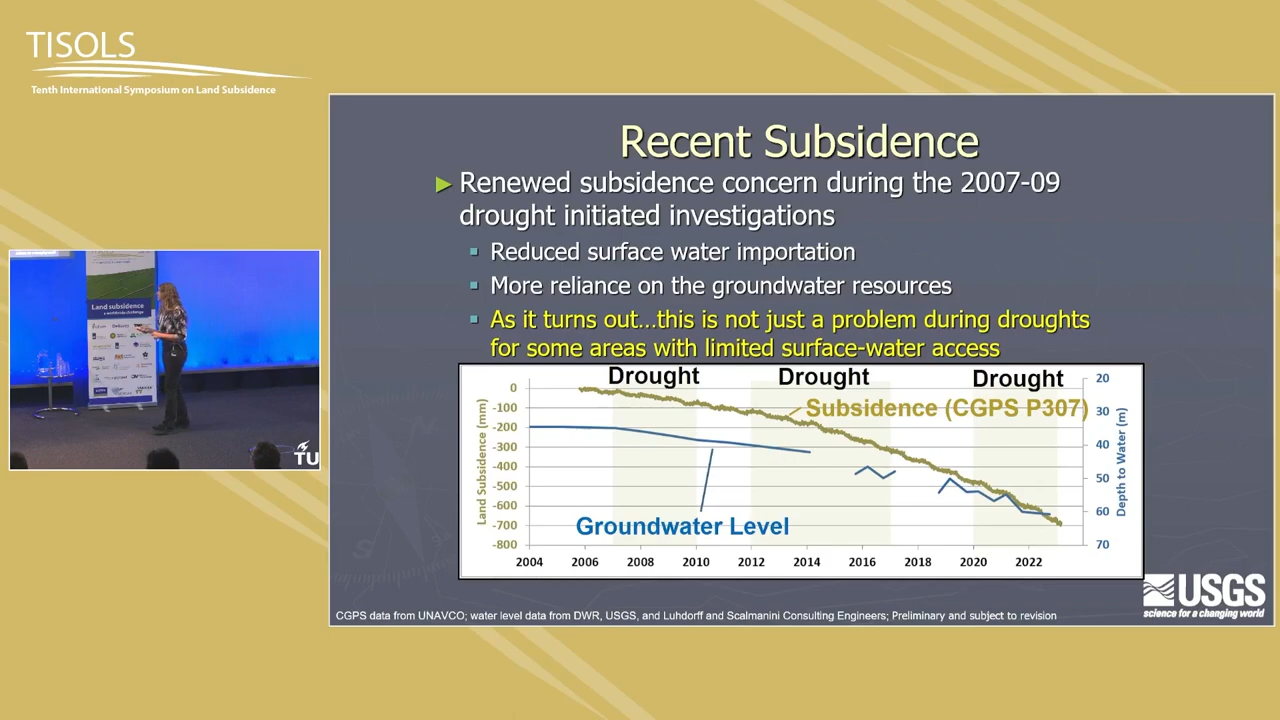 TISOLS
Tenth International Symposium on Land Subsidence
Recent Subsidence
Renewed subsidence concern during the 2007-09
drought initiated investigations
Reduced surface water importation
More reliance on the groundwater resources
As it turns out...this is not just a problem during droughts
for some areas with limited surface-water access
Drought Drought Drought
Subsidence (CGPS P307)
Groundwater Level
Land Subsidence (mm)
0
-100
-200
-300
-400
-500
-600
-700
-800
20
30
40
50
60
70
Depth to Water (m)
2004 2006 2008 2010 2012 2014 2016 2018 2020 2022
USGS
science for a changing world
CGPS data from UNAVCO; water level data from DWR, USGS, and Luhdorff and Scalmanini Consulting Engineers; Preliminary and subject to revision
Land subsidence
TU